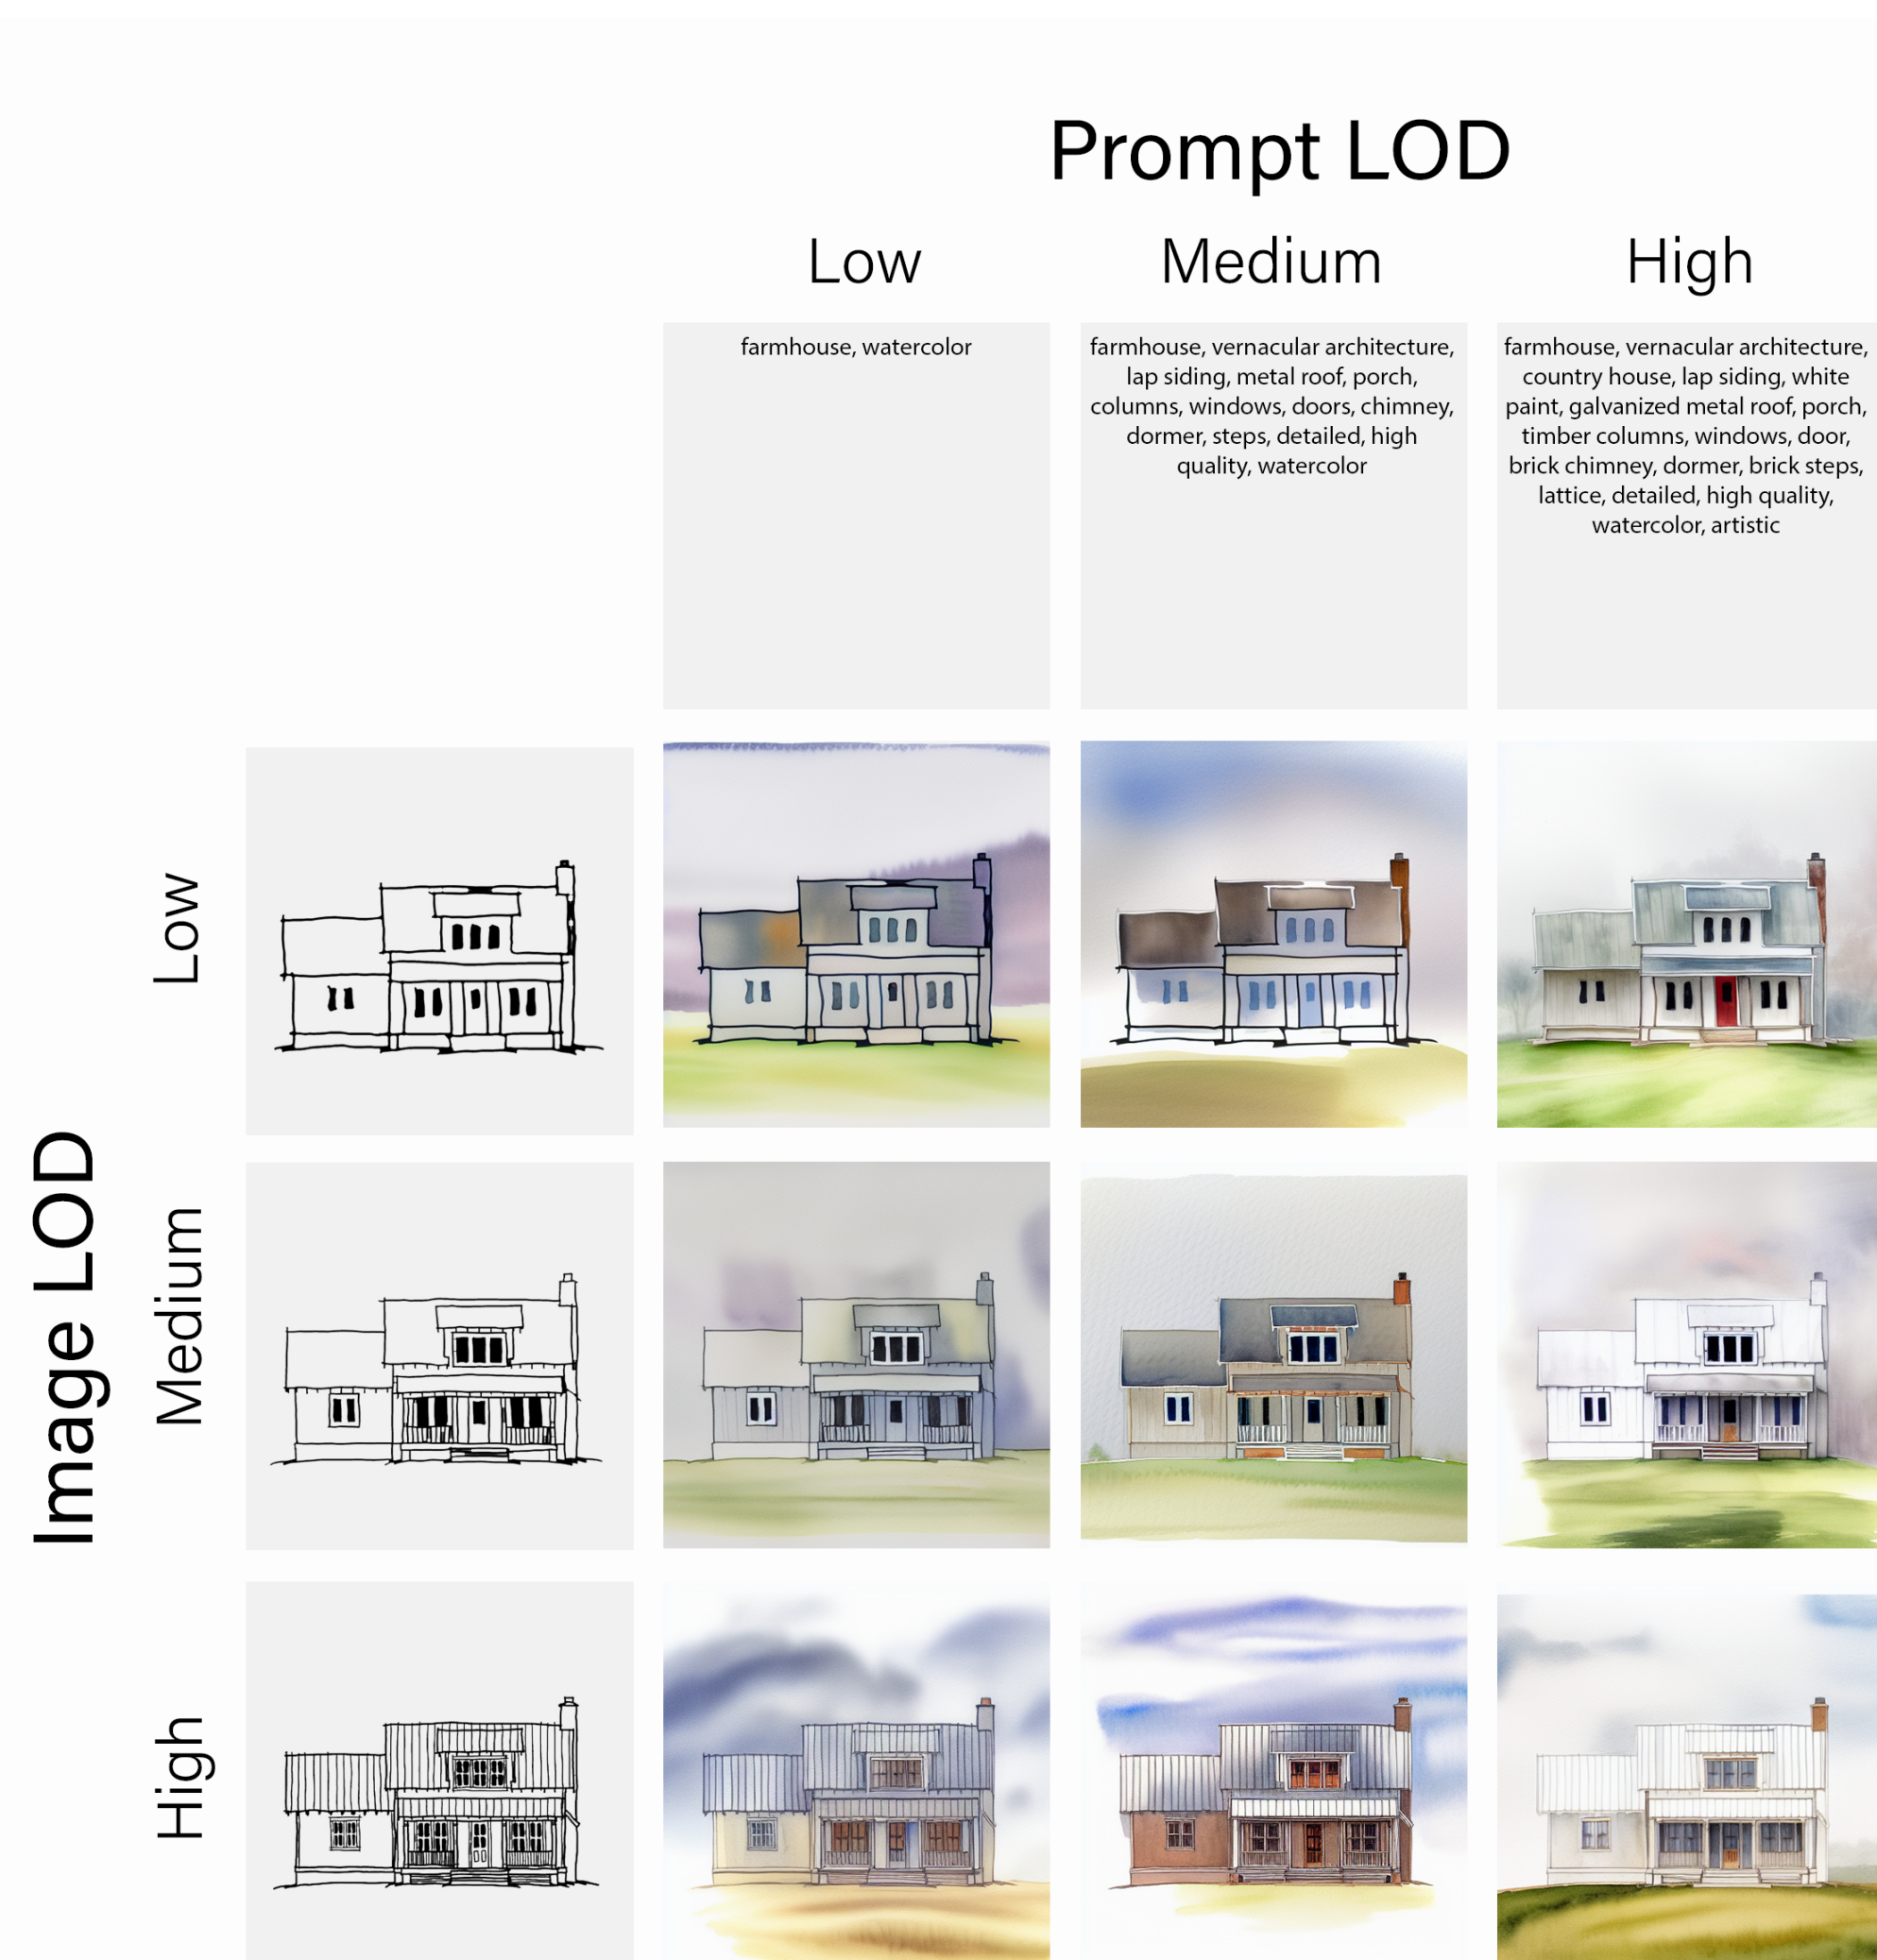 Prompt LOD
Low
Medium
High
farmhouse, watercolor
farmhouse, vernacular architecture,
lap siding, metal roof, porch,
columns, windows, doors, chimney,
dormer, steps, detailed, high
quality, watercolor
farmhouse, vernacular architecture,
country house, lap siding, white
paint, galvanized metal roof, porch,
timber columns, windows, door,
brick chimney, dormer, brick steps,
lattice, detailed, high quality,
watercolor, artistic
Image LOD
Low
Medium
High